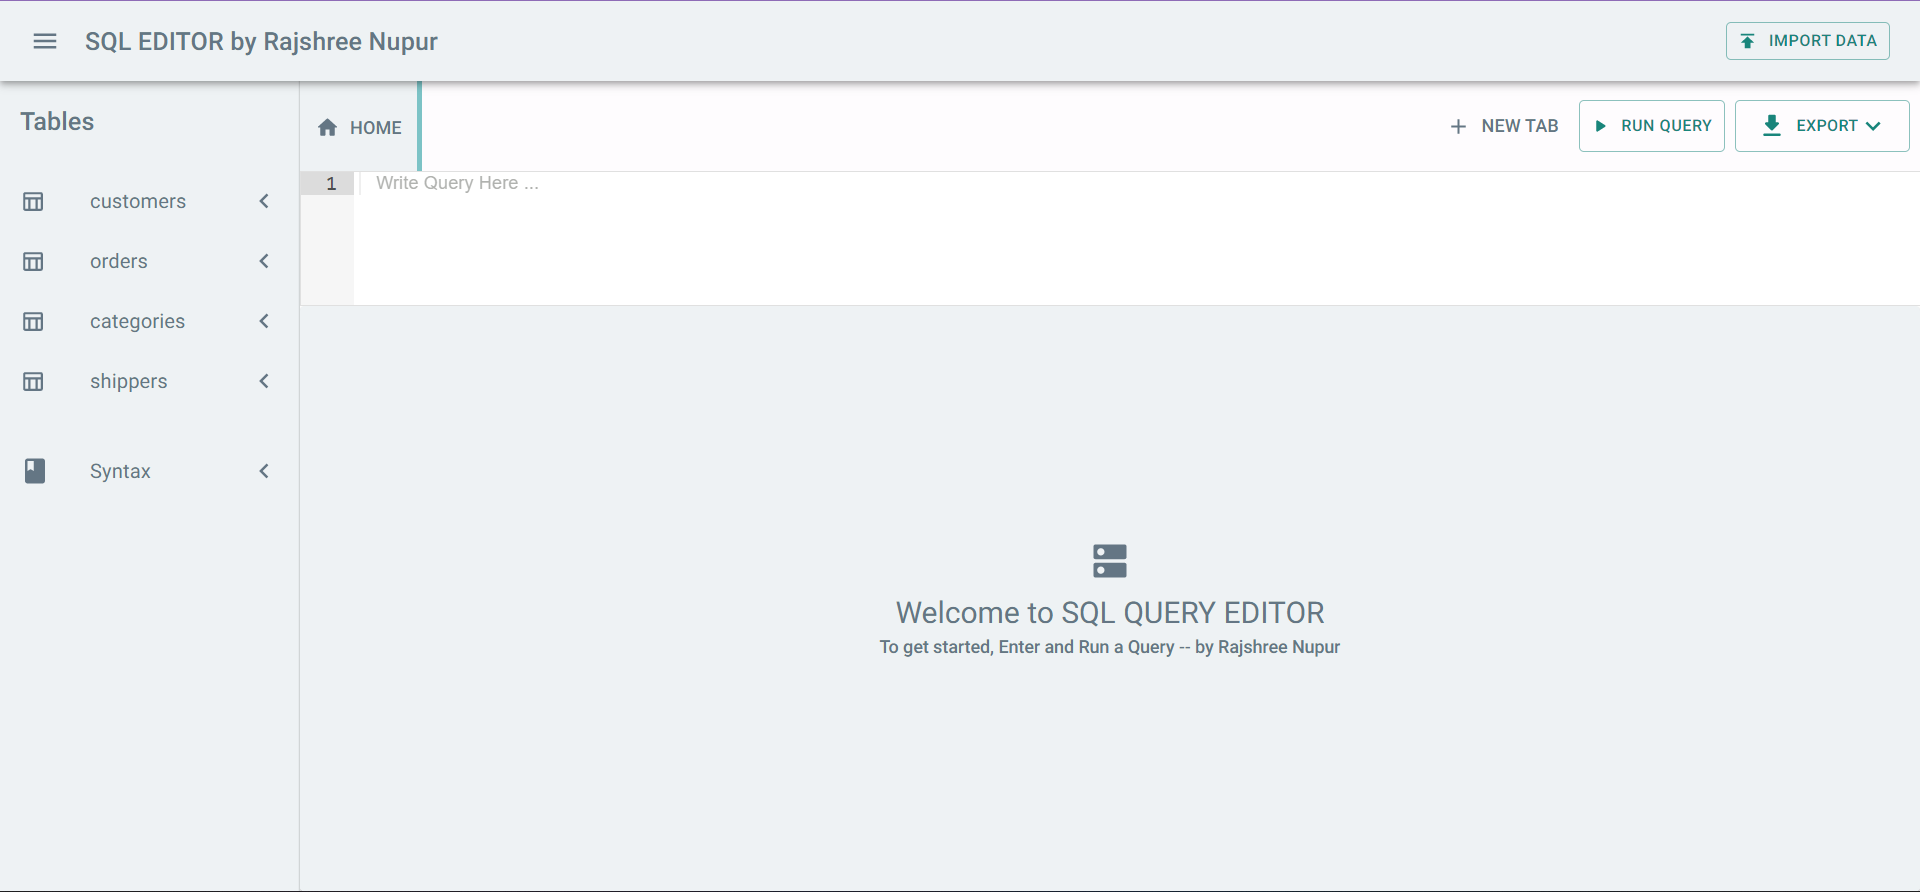 SQL EDITOR by Rajshree Nupur
IMPORT DATA
Tables
customers
orders
categories
shippers
Syntax
HOME
NEW TAB
RUN QUERY
EXPORT
1
Write Query Here ...
Welcome to SQL QUERY EDITOR
To get started, Enter and Run a Query -- by Rajshree Nupur